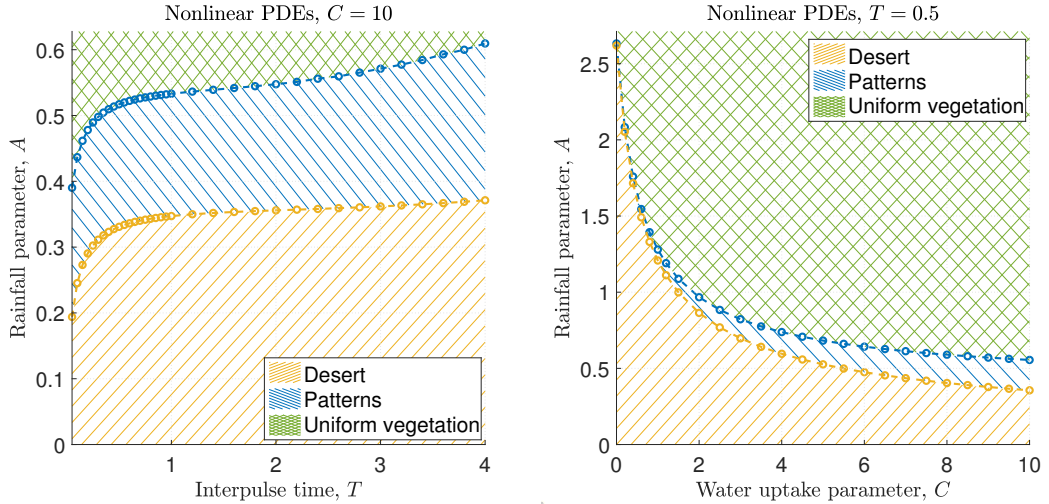 Nonlinear PDEs, C = 10
Rainfall parameter, A
0.6
0.5
0.4
0.3
0.2
0.1
0
Desert
Patterns
Uniform vegetation
1
2
3
4
Interpulse time, T
Nonlinear PDEs, T = 0.5
Rainfall parameter, A
2.5
2
1.5
1
0.5
0
Desert
Patterns
Uniform vegetation
0
2
4
6
8
10
Water uptake parameter, C